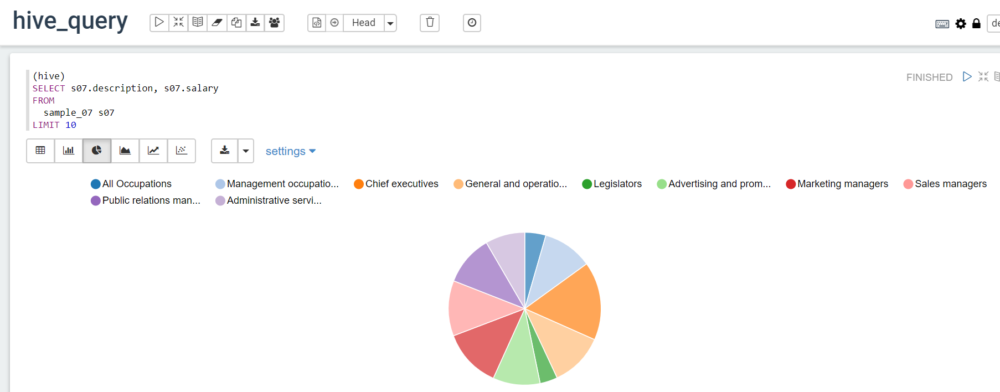 hive_query
Head
de
(hive)
SELECT s07.description, s07.salary
FROM
sample_07 s07
LIMIT 10
FINISHED
settings
All Occupations Management occupatio... Chief executives General and operatio... Legislators Advertising and prom... Marketing managers Sales managers
Public relations man... Administrative servi...